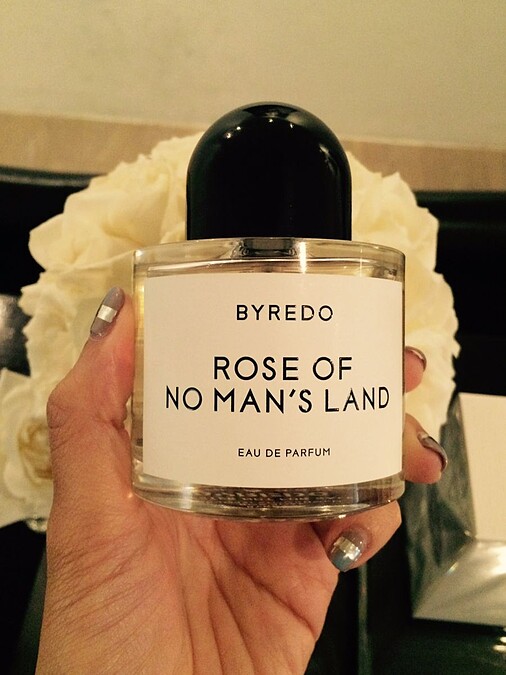 BYREDO
ROSE OF
NO MAN'S LAND
EAU DE PARFUM